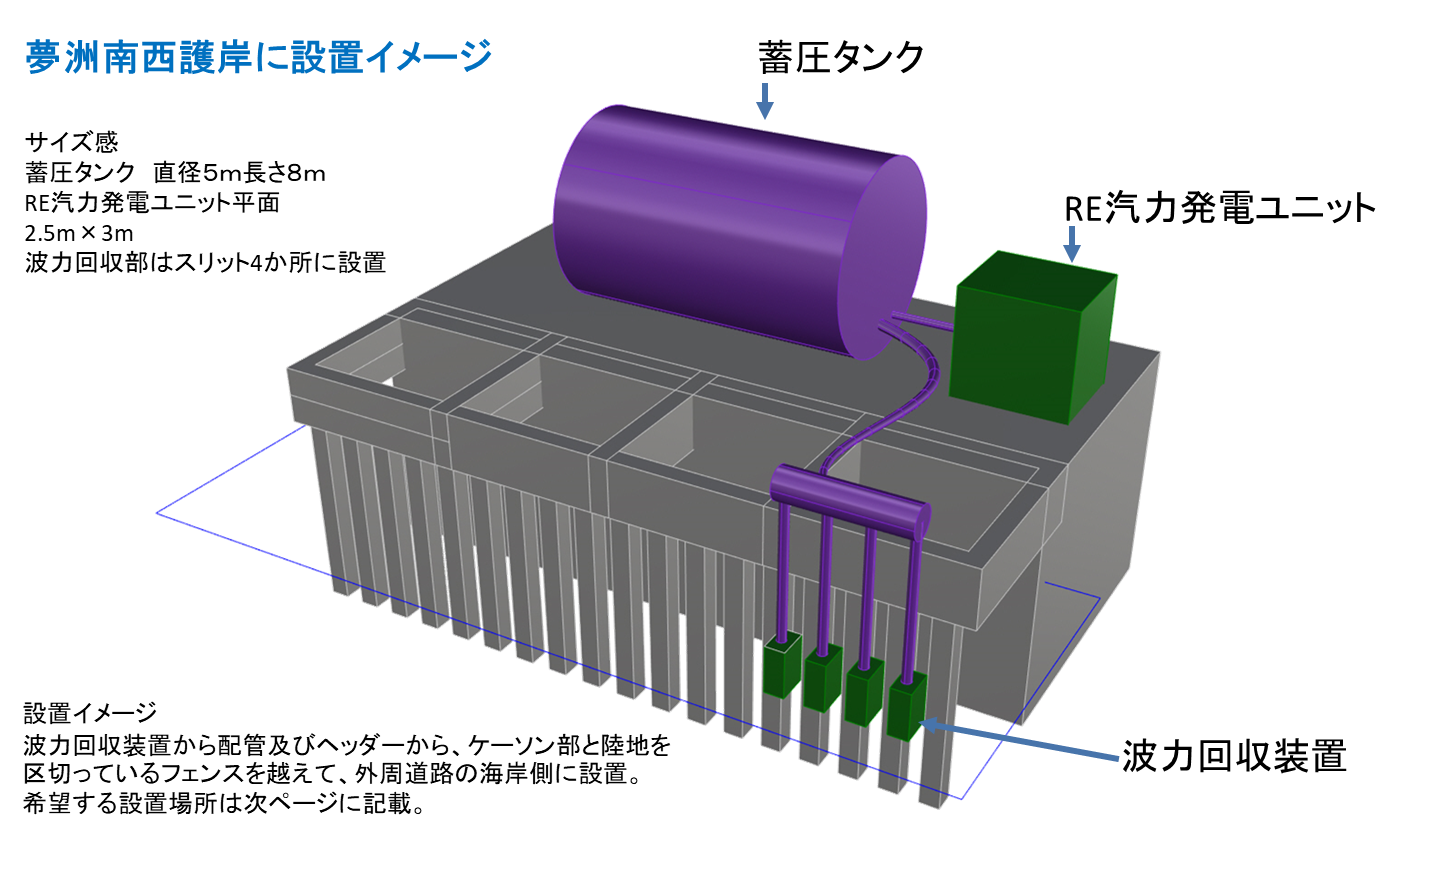 夢洲南西護岸に設置イメージ
蓄圧タンク
サイズ感
蓄圧タンク　直径５ｍ長さ８ｍ
RE汽力発電ユニット平面
2.5m×3m
波力回収部はスリット4か所に設置
RE汽力発電ユニット
設置イメージ
波力回収装置から配管及びヘッダーから、ケーソン部と陸地を
区切っているフェンスを越えて、外周道路の海岸側に設置。
希望する設置場所は次ページに記載。
波力回収装置